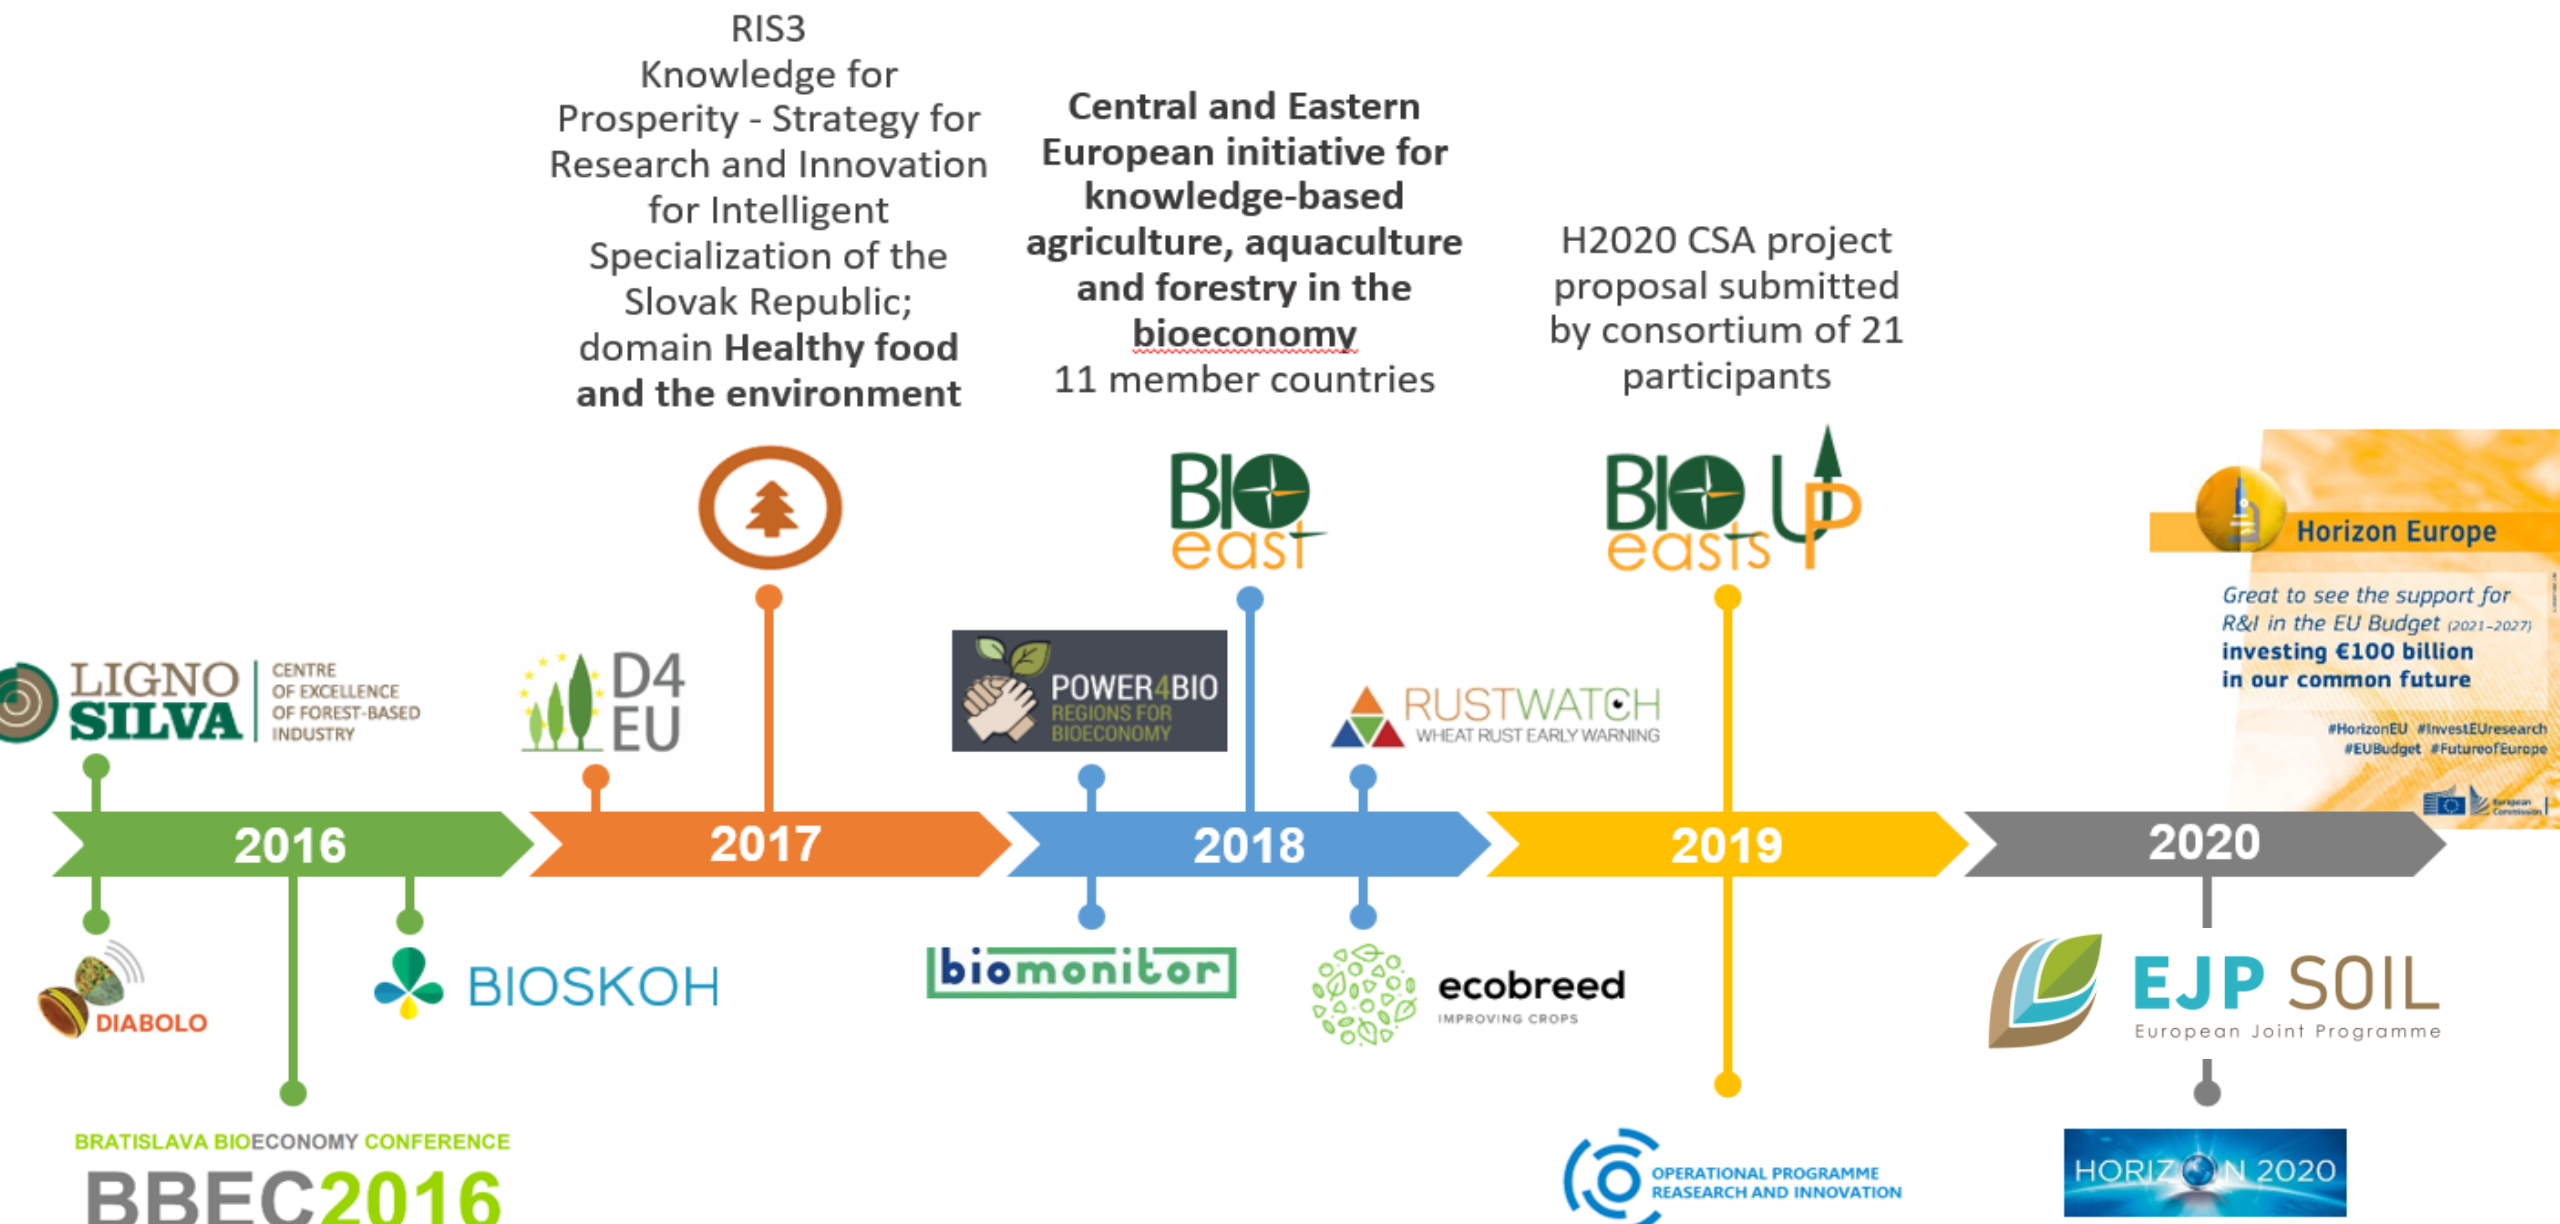 RIS3
Knowledge for
Prosperity - Strategy for
Research and Innovation
for Intelligent
Specialization of the
Slovak Republic;
domain Healthy food
and the environment
Central and Eastern
European initiative for
knowledge-based
agriculture, aquaculture
and forestry in the
bioeconomy
11 member countries
H2020 CSA project
proposal submitted
by consortium of 21
participants
BIO
east
BIO UP
easts
Horizon Europe
Great to see the support for
R&I in the EU Budget (2021-2027)
investing €100 billion
in our common future
#HorizonEU #InvestEUresearch
#EUBudget #FutureofEurope
European
Commission
LIGNO
SILVA
CENTRE
OF EXCELLENCE
OF FOREST-BASED
INDUSTRY
D4
EU
POWER4BIO
REGIONS FOR
BIOECONOMY
RUSTWATCH
WHEAT RUST EARLY WARNING
2016
2017
2018
2019
2020
DIABOLO
BIOSKOH
biomonitor
ecobreed
IMPROVING CROPS
EJP SOIL
European Joint Programme
BRATISLAVA BIOECONOMY CONFERENCE
BBEC2016
OPERATIONAL PROGRAMME
REASEARCH AND INNOVATION
HORIZON 2020